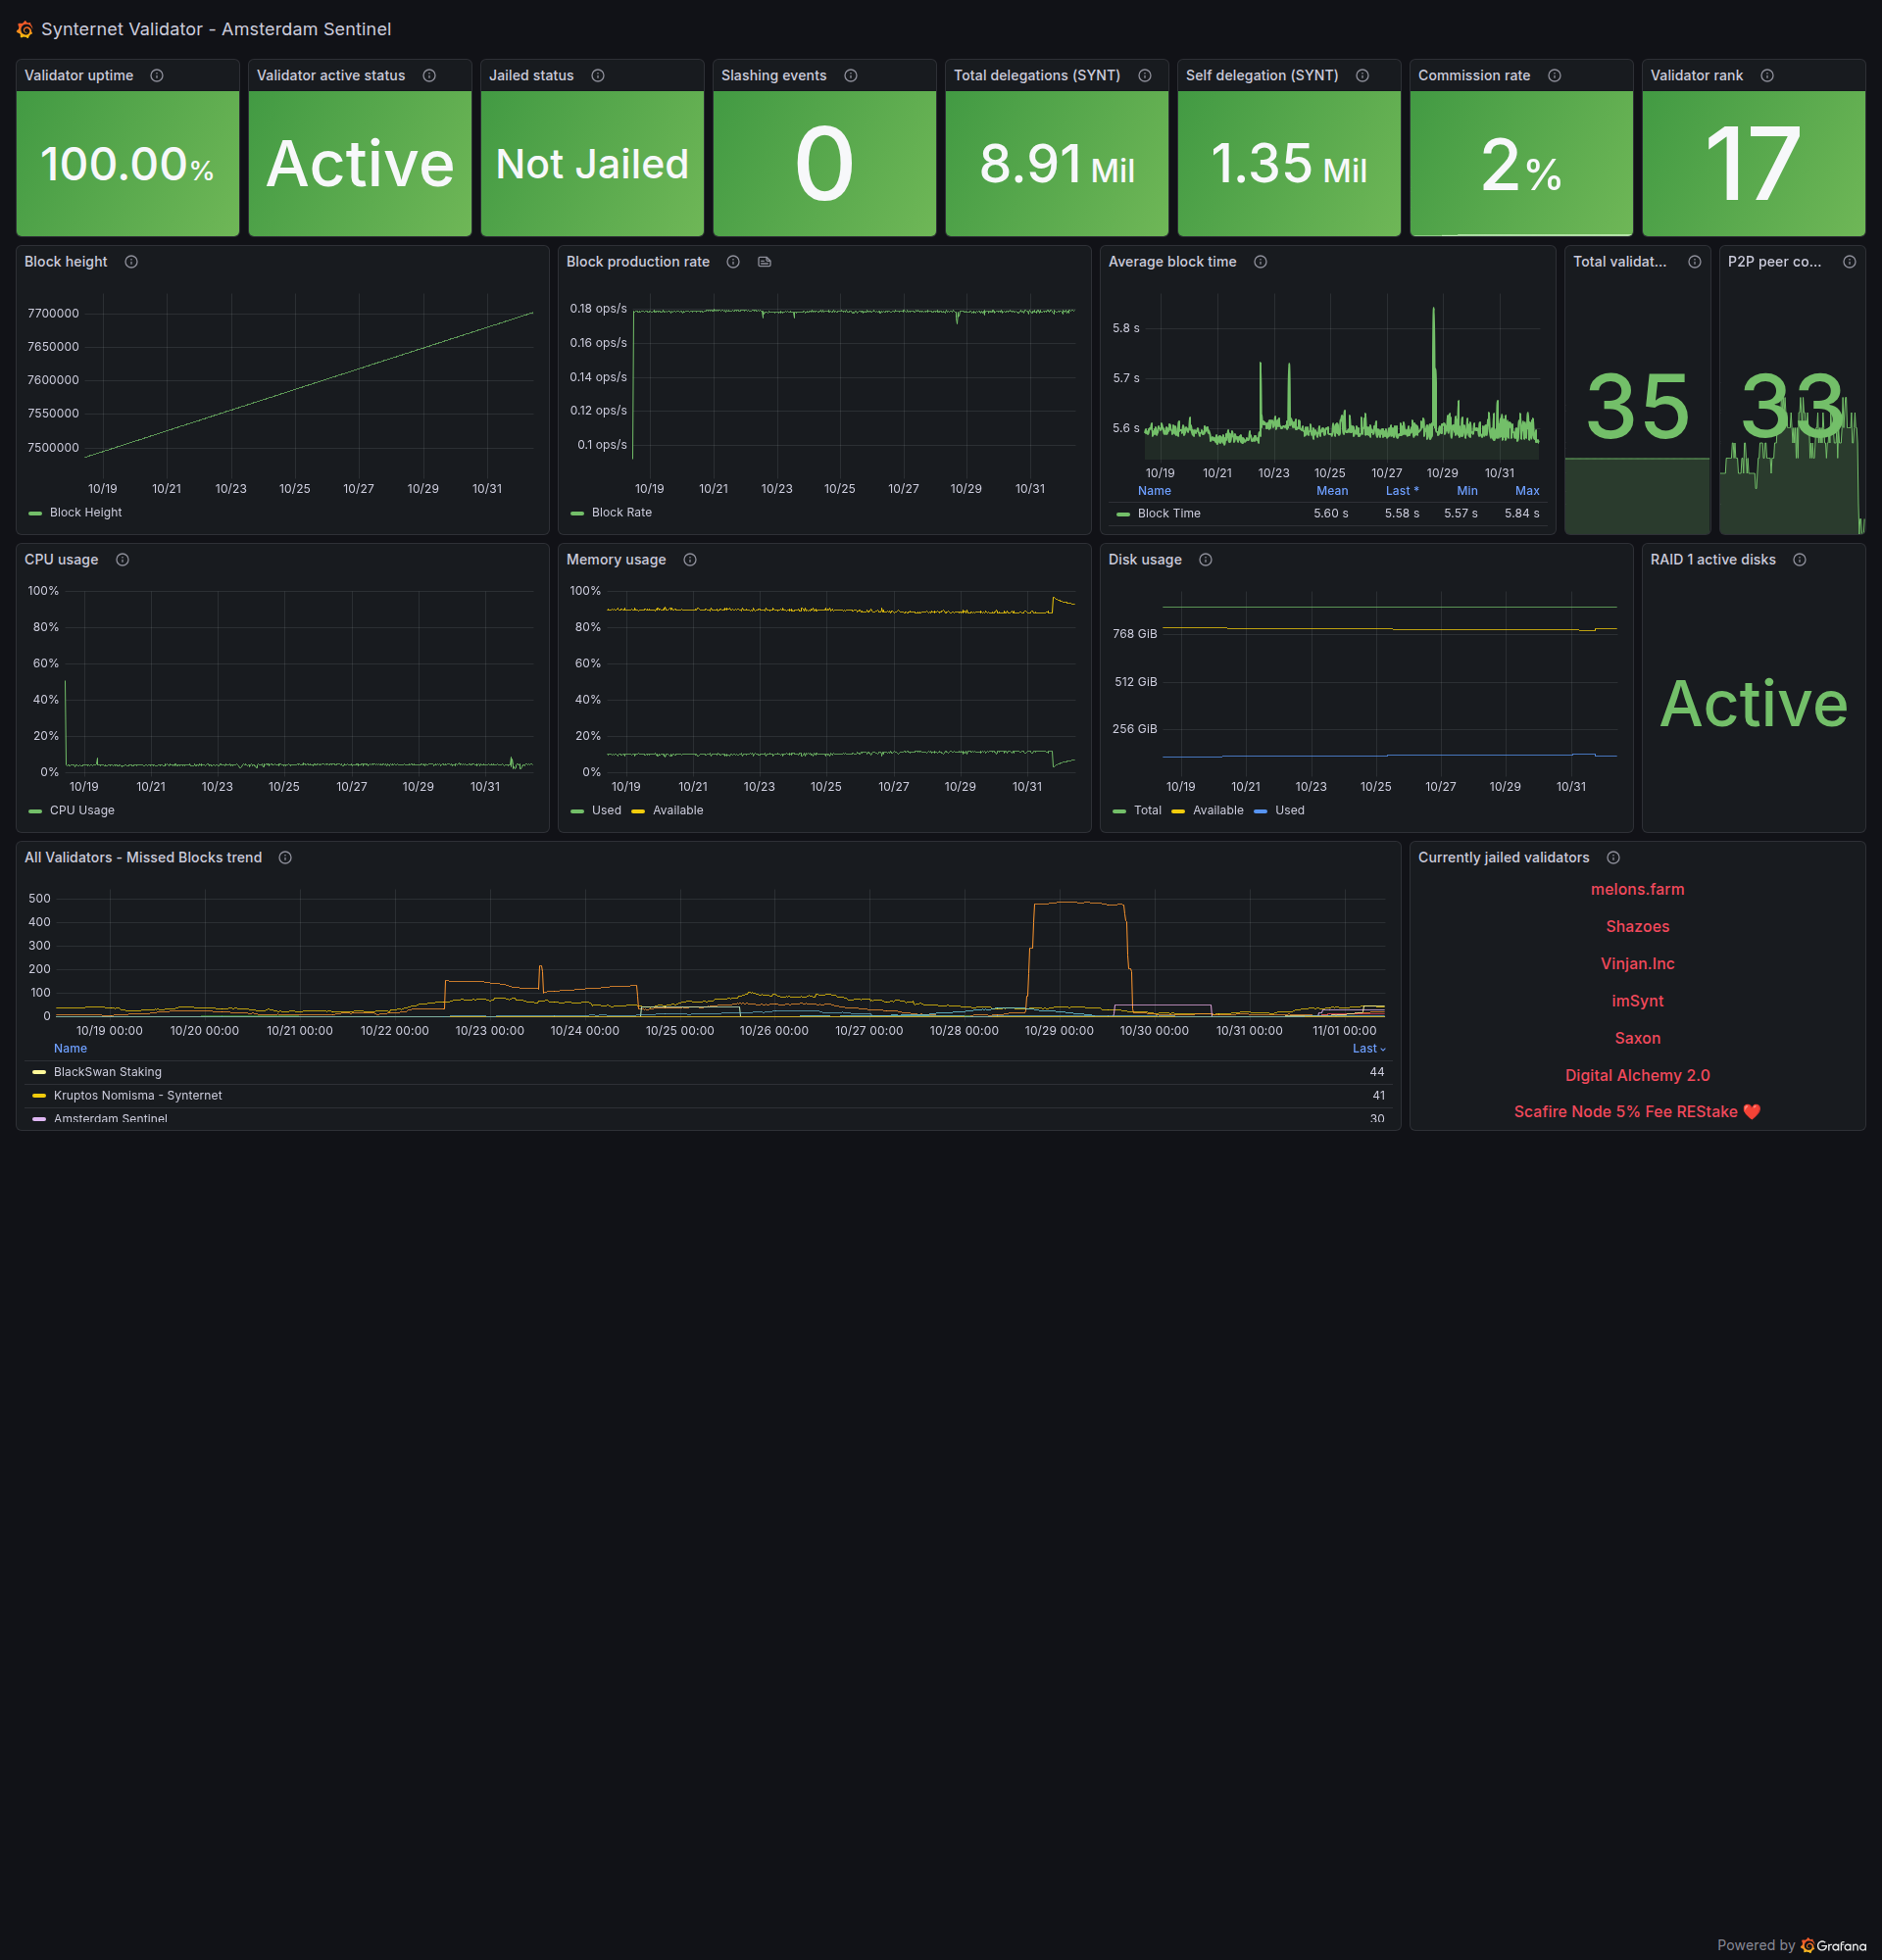 Synternet Validator - Amsterdam Sentinel
Validator uptime
100.00%
Validator active status
Active
Jailed status
Not Jailed
Slashing events
0
Total delegations (SYNT)
8.91 Mil
Self delegation (SYNT)
1.35 Mil
Commission rate
2%
Validator rank
17
Block height
7700000
7650000
7600000
7550000
7500000
10/19 10/21 10/23 10/25 10/27 10/29 10/31
Block Height
Block production rate
0.18 ops/s
0.16 ops/s
0.14 ops/s
0.12 ops/s
0.1 ops/s
10/19 10/21 10/23 10/25 10/27 10/29 10/31
Block Rate
Average block time
5.8 s
5.7 s
5.6 s
10/19 10/21 10/23 10/25 10/27 10/29 10/31
Name Mean Last * Min Max
Block Time 5.60 s 5.58 s 5.57 s 5.84 s
Total validat...
35
P2P peer co...
33
CPU usage
100%
80%
60%
40%
20%
0%
10/19 10/21 10/23 10/25 10/27 10/29 10/31
CPU Usage
Memory usage
100%
80%
60%
40%
20%
0%
10/19 10/21 10/23 10/25 10/27 10/29 10/31
Used Available
Disk usage
768 GiB
512 GiB
256 GiB
10/19 10/21 10/23 10/25 10/27 10/29 10/31
Total Available Used
RAID 1 active disks
Active
All Validators - Missed Blocks trend
500
400
300
200
100
0
10/19 00:00 10/20 00:00 10/21 00:00 10/22 00:00 10/23 00:00 10/24 00:00 10/25 00:00 10/26 00:00 10/27 00:00 10/28 00:00 10/29 00:00 10/30 00:00 10/31 00:00 11/01 00:00
Name Last
BlackSwan Staking 44
Kruptos Nomisma - Synternet 41
Amsterdam Sentinel 30
Currently jailed validators
melons.farm
Shazoes
Vinjan.Inc
imSynt
Saxon
Digital Alchemy 2.0
Scafire Node 5% Fee REStake ❤️
Powered by Grafana